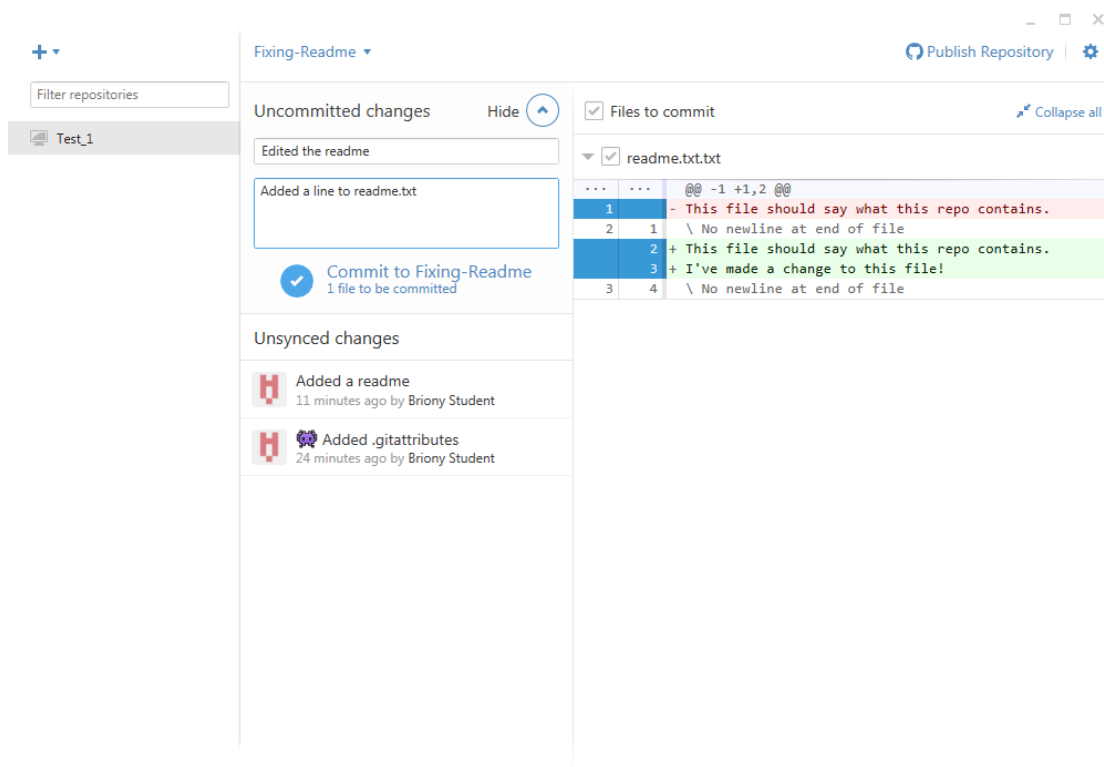 Fixing-Readme
Publish Repository
Filter repositories
Test_1
Uncommitted changes
Hide
Edited the readme
Added a line to readme.txt
Commit to Fixing-Readme
1 file to be committed
Unsynced changes
Added a readme
11 minutes ago by Briony Student
Added .gitattributes
24 minutes ago by Briony Student
Files to commit
Collapse all
readme.txt.txt
... ... @@ -1 +1,2 @@
1 - This file should say what this repo contains.
2 1 \ No newline at end of file
2 + This file should say what this repo contains.
3 + I've made a change to this file!
3 4 \ No newline at end of file